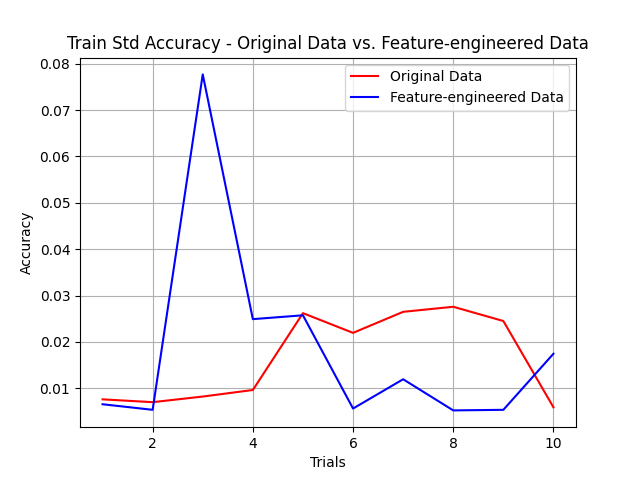 Train Std Accuracy - Original Data vs. Feature-engineered Data
Original Data
Feature-engineered Data
Accuracy
0.08
0.07
0.06
0.05
0.04
0.03
0.02
0.01
2
4
6
8
10
Trials